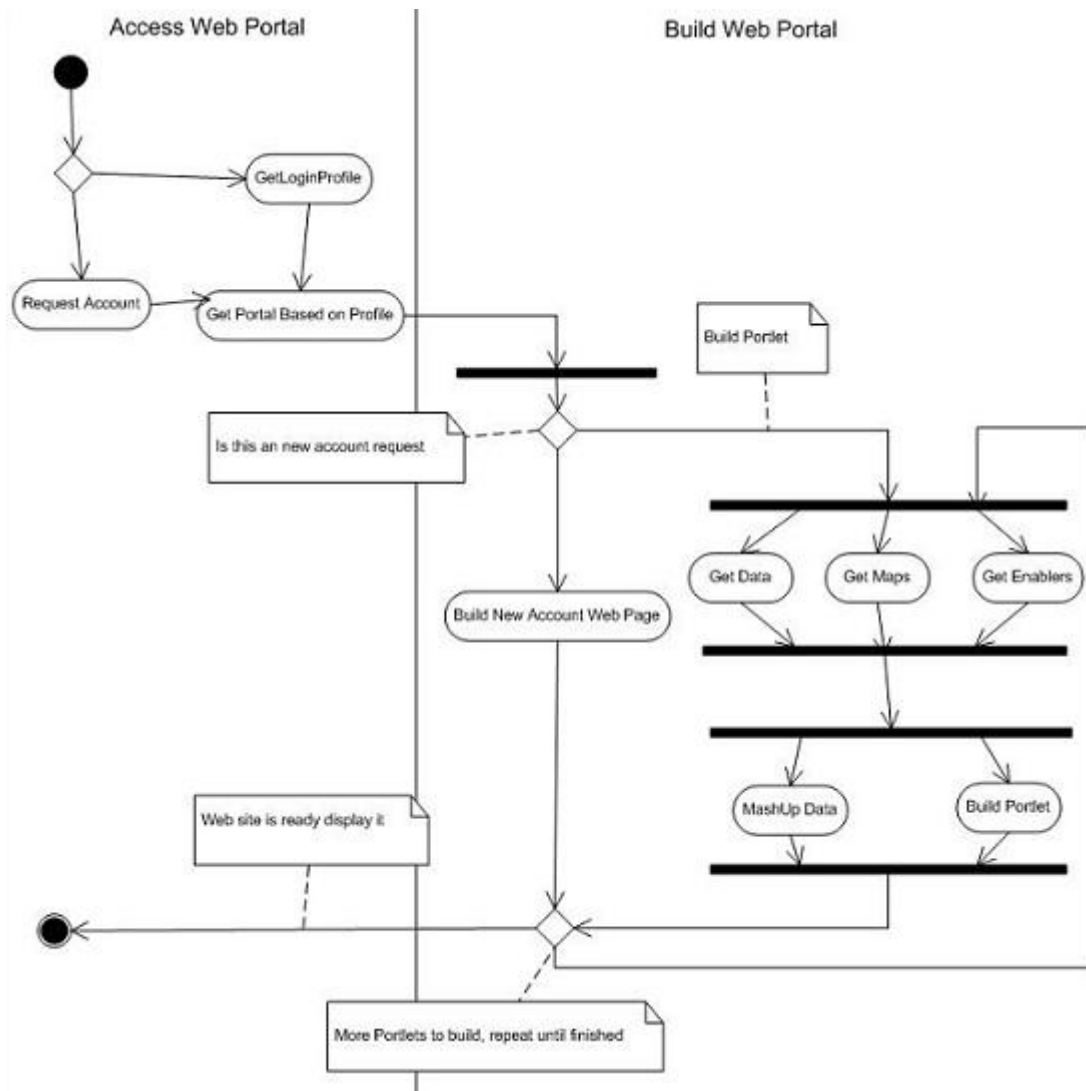 Access Web Portal
Build Web Portal
GetLoginProfile
Request Account
Get Portal Based on Profile
Build Portlet
Is this an new account request
Get Data
Get Maps
Get Enablers
Build New Account Web Page
MashUp Data
Build Portlet
Web site is ready display it
More Portlets to build, repeat until finished